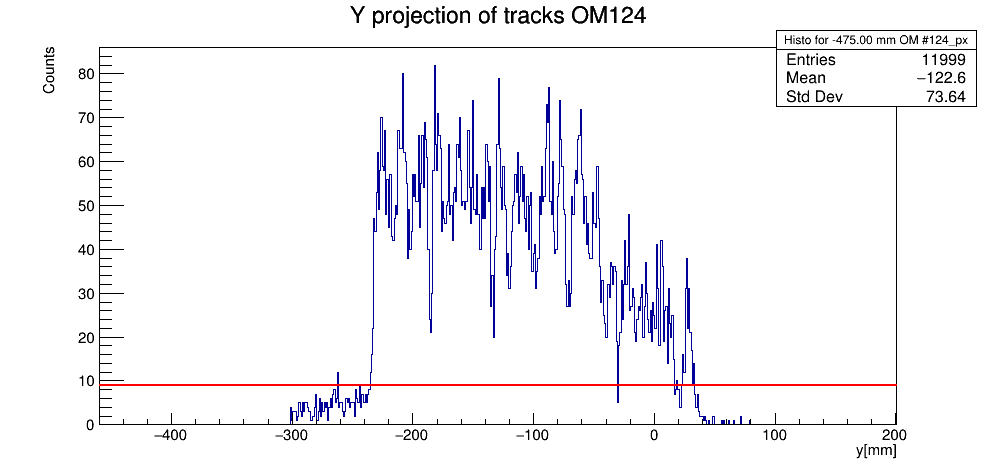 Y projection of tracks OM124
Histo for -475.00 mm OM #124_px
Entries 11999
Mean −122.6
Std Dev 73.64
Counts
80
70
60
50
40
30
20
10
0
−400 −300 −200 −100 0 100 200
y[mm]